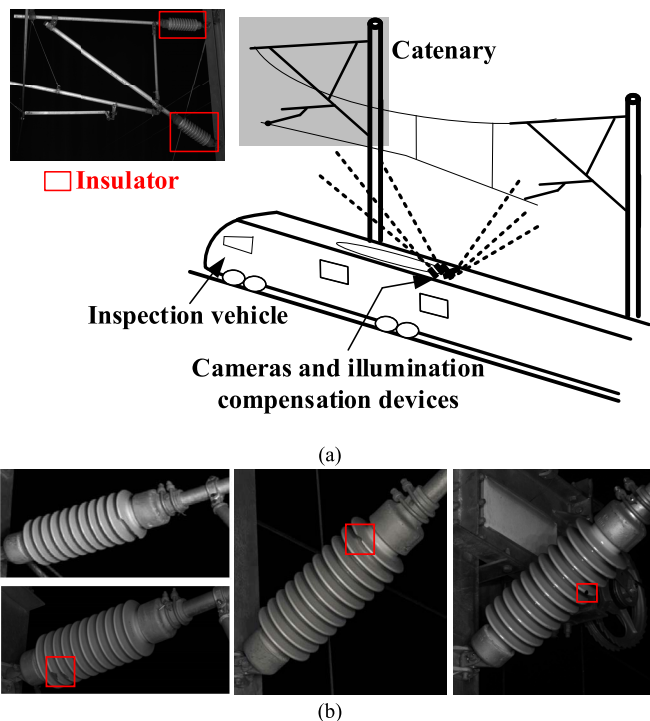 Catenary
Insulator
Inspection vehicle
Cameras and illumination
compensation devices
(a)
(b)